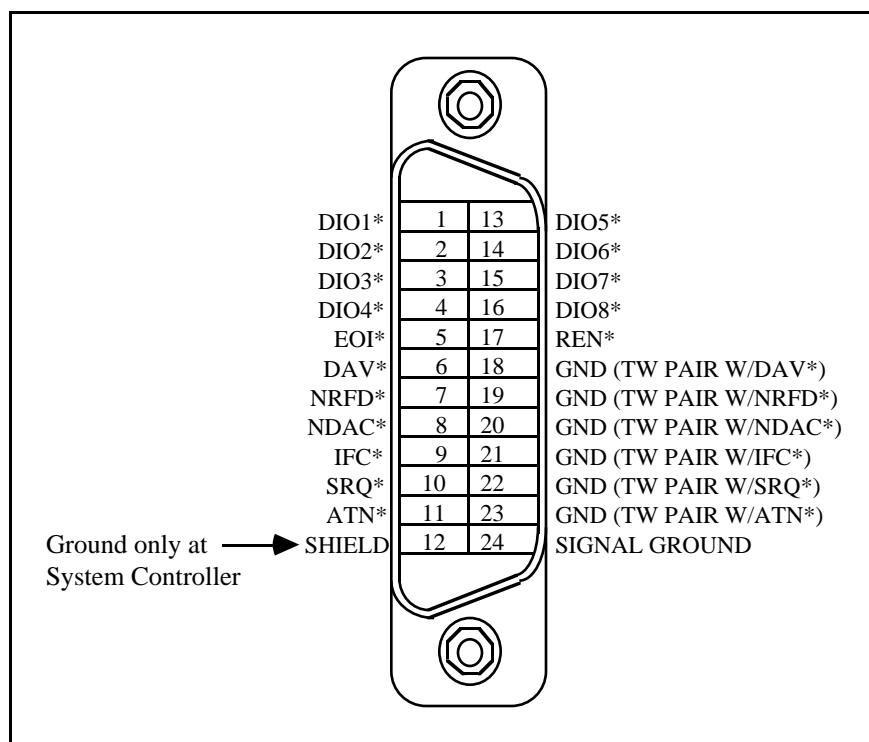 DIO1* 1 13 DIO5*
DIO2* 2 14 DIO6*
DIO3* 3 15 DIO7*
DIO4* 4 16 DIO8*
EOI* 5 17 REN*
DAV* 6 18 GND (TW PAIR W/DAV*)
NRFD* 7 19 GND (TW PAIR W/NRFD*)
NDAC* 8 20 GND (TW PAIR W/NDAC*)
IFC* 9 21 GND (TW PAIR W/IFC*)
SRQ* 10 22 GND (TW PAIR W/SRQ*)
ATN* 11 23 GND (TW PAIR W/ATN*)
Ground only at SHIELD 12 24 SIGNAL GROUND
System Controller